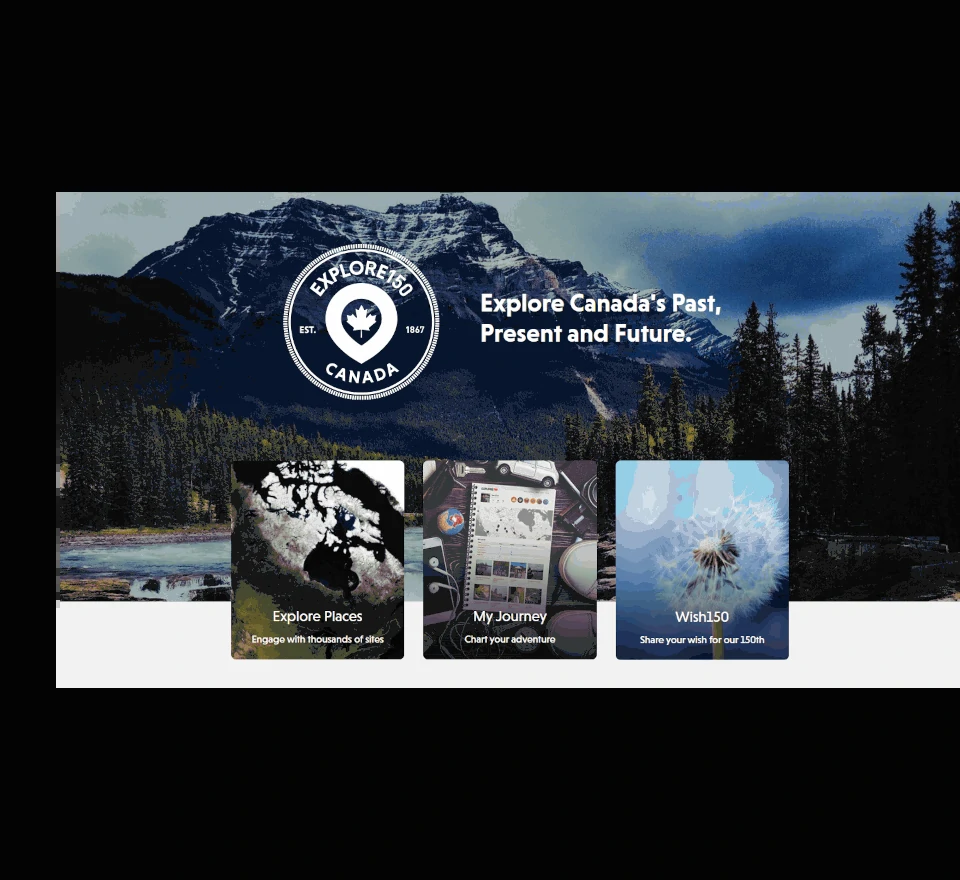 EXPLORE150
EST.
1867
CANADA
Explore Canada's Past,
Present and Future.
Explore Places
Engage with thousands of sites
My Journey
Chart your adventure
Wish150
Share your wish for our 150th